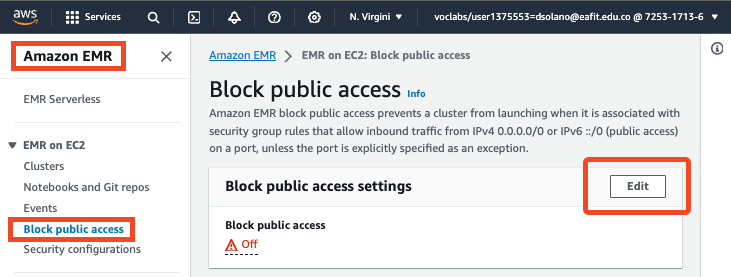 aws
Services
N. Virgini
voclabs/user1375553=dsolano@eafit.edu.co @ 7253-1713-6
Amazon EMR
EMR Serverless
EMR on EC2
Clusters
Notebooks and Git repos
Events
Block public access
Security configurations
Amazon EMR
EMR on EC2: Block public access
Block public access Info
Amazon EMR block public access prevents a cluster from launching when it is associated with
security group rules that allow inbound traffic from IPv4 0.0.0.0/0 or IPv6 ::/0 (public access)
on a port, unless the port is explicitly specified as an exception.
Block public access settings
Edit
Block public access
Off